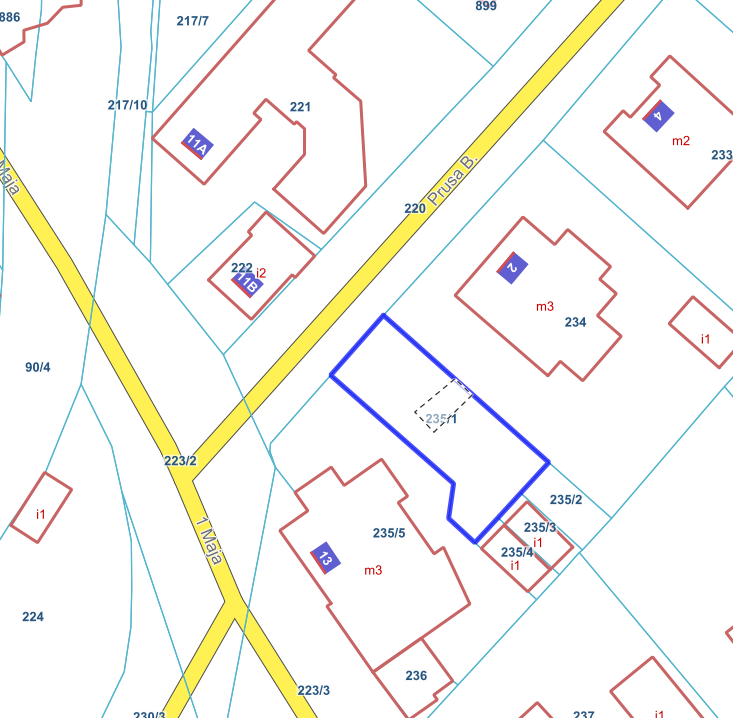 886
217/7
899
217/10
221
11A
4
m2
233
Maja
Prusa B.
220
222
i2
11B
2
m3
234
i1
90/4
235/1
223/2
i1
1 Maja
235/5
13
m3
235/2
235/3
i1
235/4
i1
224
236
223/3
230/3
237
i1